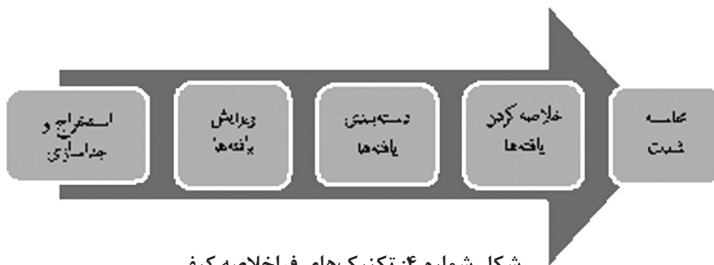 استخراج و
جداسازی
ویرایش
یافته‌ها
دسته‌بندی
یافته‌ها
خلاصه کردن
یافته‌ها
محاسبه
شدت
شکل شماره ۴: تکنیک‌های فراخلاصه کیفی